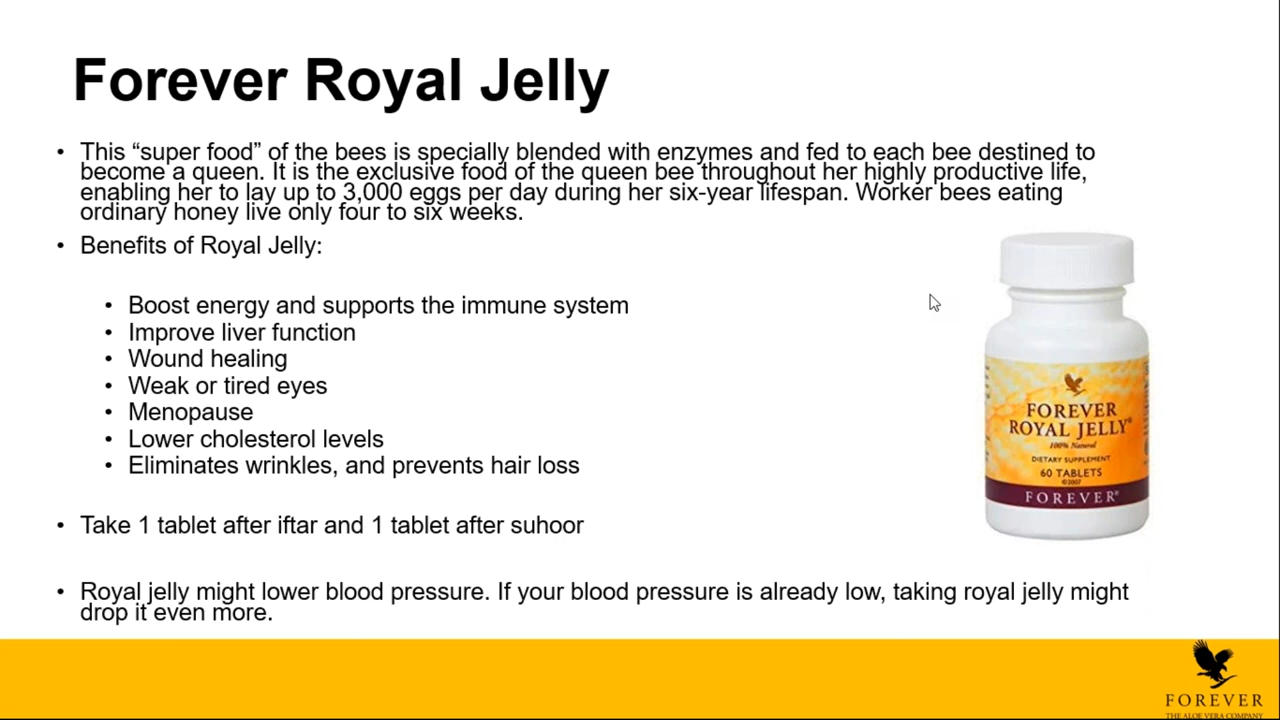 Forever Royal Jelly
• This “super food” of the bees is specially blended with enzymes and fed to each bee destined to
become a queen. It is the exclusive food of the queen bee throughout her highly productive life,
enabling her to lay up to 3,000 eggs per day during her six-year lifespan. Worker bees eating
ordinary honey live only four to six weeks.
• Benefits of Royal Jelly:
• Boost energy and supports the immune system
• Improve liver function
• Wound healing
• Weak or tired eyes
• Menopause
• Lower cholesterol levels
• Eliminates wrinkles, and prevents hair loss
• Take 1 tablet after iftar and 1 tablet after suhoor
• Royal jelly might lower blood pressure. If your blood pressure is already low, taking royal jelly might
drop it even more.
FOREVER
ROYAL JELLY®
100% Natural
DIETARY SUPPLEMENT
60 TABLETS
©2007
FOREVER®
FOREVER
THE ALOE VERA COMPANY